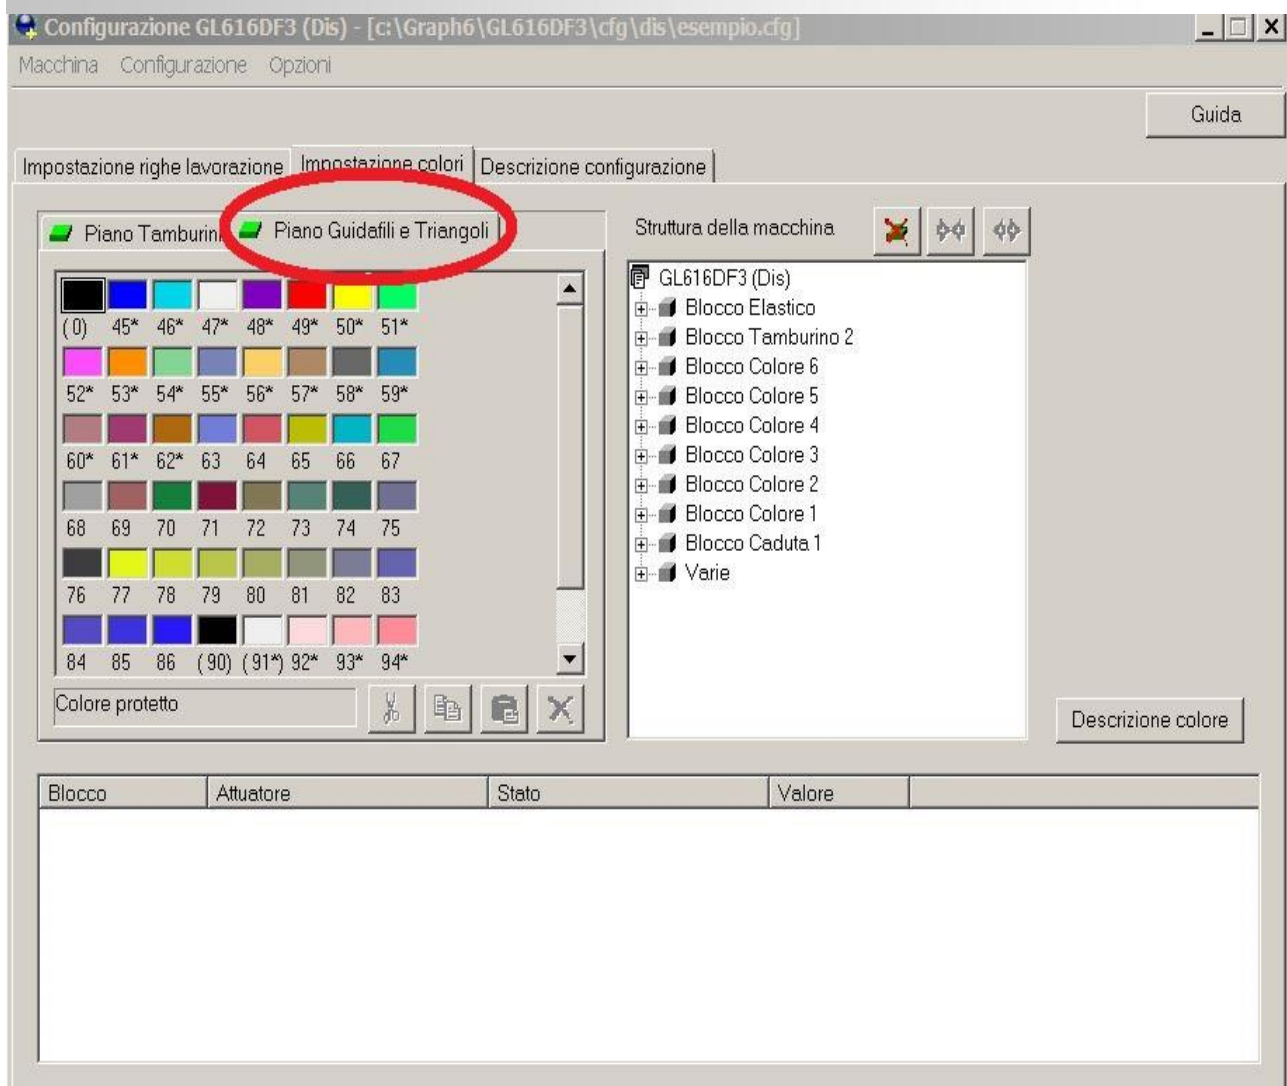 Configurazione GL616DF3 (Dis) - [c:\Graph6\GL616DF3\cfg\dis\esempio.cfg]
Macchina Configurazione Opzioni
Guida
Impostazione righe lavorazione Impostazione colori Descrizione configurazione
Piano Tamburini Piano Guidafili e Triangoli
Struttura della macchina
(0) 45* 46* 47* 48* 49* 50* 51*
52* 53* 54* 55* 56* 57* 58* 59*
60* 61* 62* 63 64 65 66 67
68 69 70 71 72 73 74 75
76 77 78 79 80 81 82 83
84 85 86 (90) (91*) 92* 93* 94*
Colore protetto
GL616DF3 (Dis)
Blocco Elastico
Blocco Tamburino 2
Blocco Colore 6
Blocco Colore 5
Blocco Colore 4
Blocco Colore 3
Blocco Colore 2
Blocco Colore 1
Blocco Caduta 1
Varie
Descrizione colore
Blocco Attuatore Stato Valore